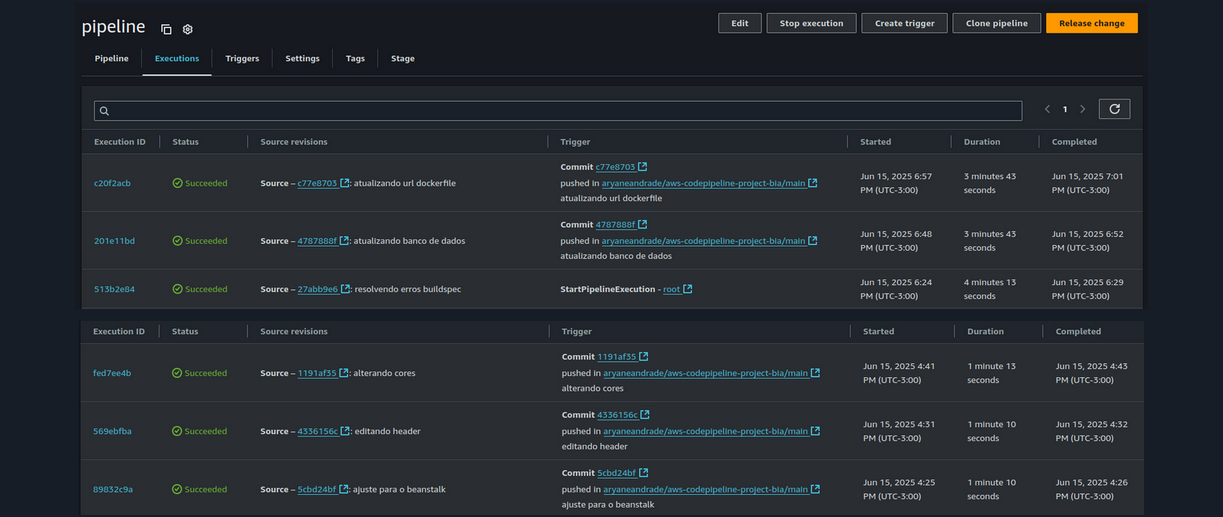 pipeline
Edit
Stop execution
Create trigger
Clone pipeline
Release change
Pipeline
Executions
Triggers
Settings
Tags
Stage
1
Execution ID Status Source revisions Trigger Started Duration Completed
c20f2acb
Succeeded
Source – c77e8703: atualizando url dockerfile
Commit c77e8703
pushed in aryaneandrade/aws-codepipeline-project-bia/main
atualizando url dockerfile
Jun 15, 2025 6:57
PM (UTC-3:00)
3 minutes 43
seconds
Jun 15, 2025 7:01
PM (UTC-3:00)
201e11bd
Succeeded
Source – 4787888f: atualizando banco de dados
Commit 4787888f
pushed in aryaneandrade/aws-codepipeline-project-bia/main
atualizando banco de dados
Jun 15, 2025 6:48
PM (UTC-3:00)
3 minutes 43
seconds
Jun 15, 2025 6:52
PM (UTC-3:00)
513b2e84
Succeeded
Source – 27abb9e6: resolvendo erros buildspec
StartPipelineExecution - root
Jun 15, 2025 6:24
PM (UTC-3:00)
4 minutes 13
seconds
Jun 15, 2025 6:29
PM (UTC-3:00)
Execution ID Status Source revisions Trigger Started Duration Completed
fed7ee4b
Succeeded
Source – 1191af35: alterando cores
Commit 1191af35
pushed in aryaneandrade/aws-codepipeline-project-bia/main
alterando cores
Jun 15, 2025 4:41
PM (UTC-3:00)
1 minute 13
seconds
Jun 15, 2025 4:43
PM (UTC-3:00)
569ebfba
Succeeded
Source – 4336156c: editando header
Commit 4336156c
pushed in aryaneandrade/aws-codepipeline-project-bia/main
editando header
Jun 15, 2025 4:31
PM (UTC-3:00)
1 minute 10
seconds
Jun 15, 2025 4:32
PM (UTC-3:00)
89832c9a
Succeeded
Source – 5cbd24bf: ajuste para o beanstalk
Commit 5cbd24bf
pushed in aryaneandrade/aws-codepipeline-project-bia/main
ajuste para o beanstalk
Jun 15, 2025 4:25
PM (UTC-3:00)
1 minute 10
seconds
Jun 15, 2025 4:26
PM (UTC-3:00)